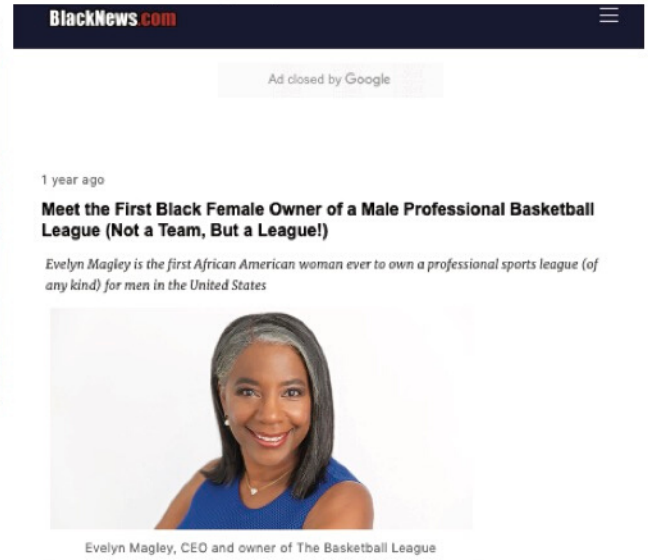 BlackNews.com
Ad closed by Google
1 year ago
Meet the First Black Female Owner of a Male Professional Basketball
League (Not a Team, But a League!)
Evelyn Magley is the first African American woman ever to own a professional sports league (of
any kind) for men in the United States
Evelyn Magley, CEO and owner of The Basketball League